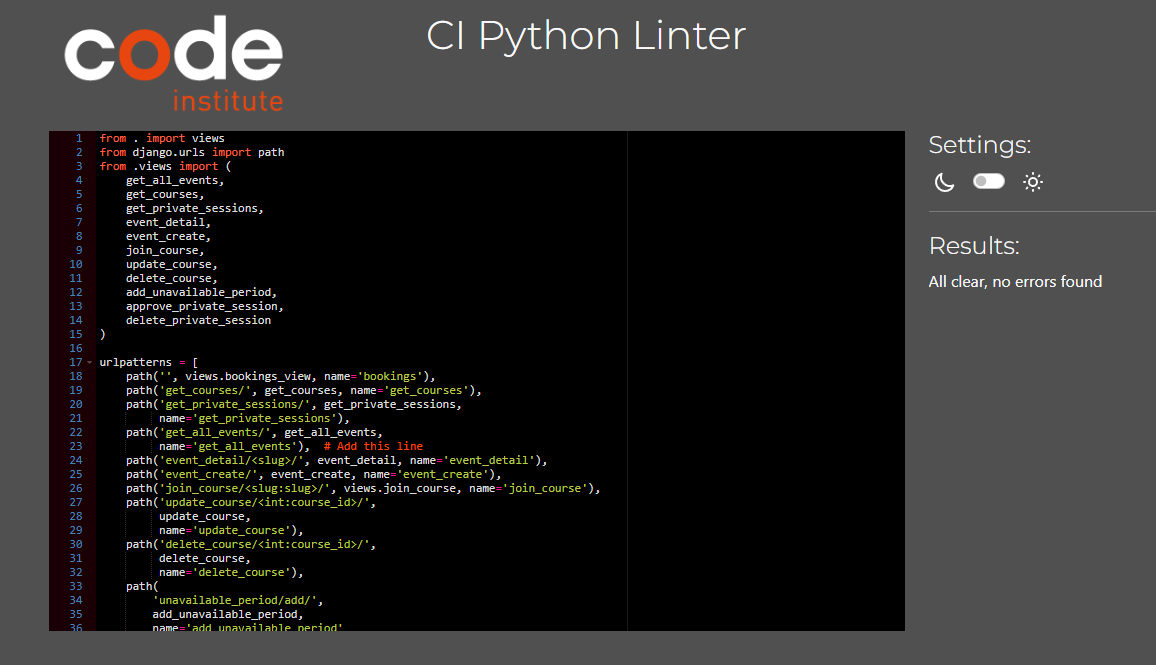 code
institute
CI Python Linter
1 from . import views
2 from django.urls import path
3 from .views import (
4     get_all_events,
5     get_courses,
6     get_private_sessions,
7     event_detail,
8     event_create,
9     join_course,
10     update_course,
11     delete_course,
12     add_unavailable_period,
13     approve_private_session,
14     delete_private_session
15 )
16
17 urlpatterns = [
18     path('', views.bookings_view, name='bookings'),
19     path('get_courses/', get_courses, name='get_courses'),
20     path('get_private_sessions/', get_private_sessions,
21          name='get_private_sessions'),
22     path('get_all_events/', get_all_events,
23          name='get_all_events'),  # Add this line
24     path('event_detail/<slug>/', event_detail, name='event_detail'),
25     path('event_create/', event_create, name='event_create'),
26     path('join_course/<slug:slug>/', views.join_course, name='join_course'),
27     path('update_course/<int:course_id>/',
28          update_course,
29          name='update_course'),
30     path('delete_course/<int:course_id>/',
31          delete_course,
32          name='delete_course'),
33     path(
34         'unavailable_period/add/',
35         add_unavailable_period,
36         name='add_unavailable_period'
Settings:
Results:
All clear, no errors found